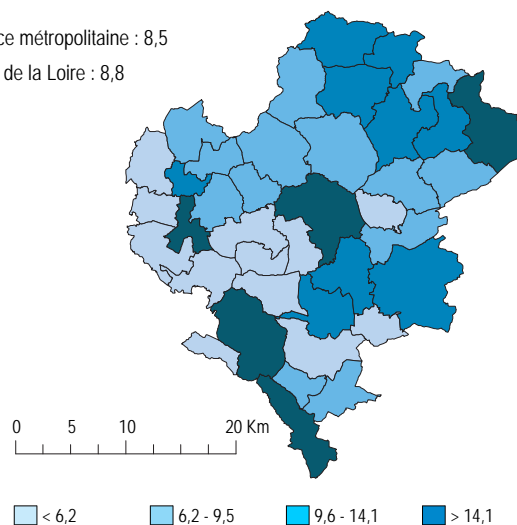 ce métropolitaine : 8,5
de la Loire : 8,8
0 10 20 Km
< 6,2 6,2 - 9,5 9,6 - 14,1 > 14,1